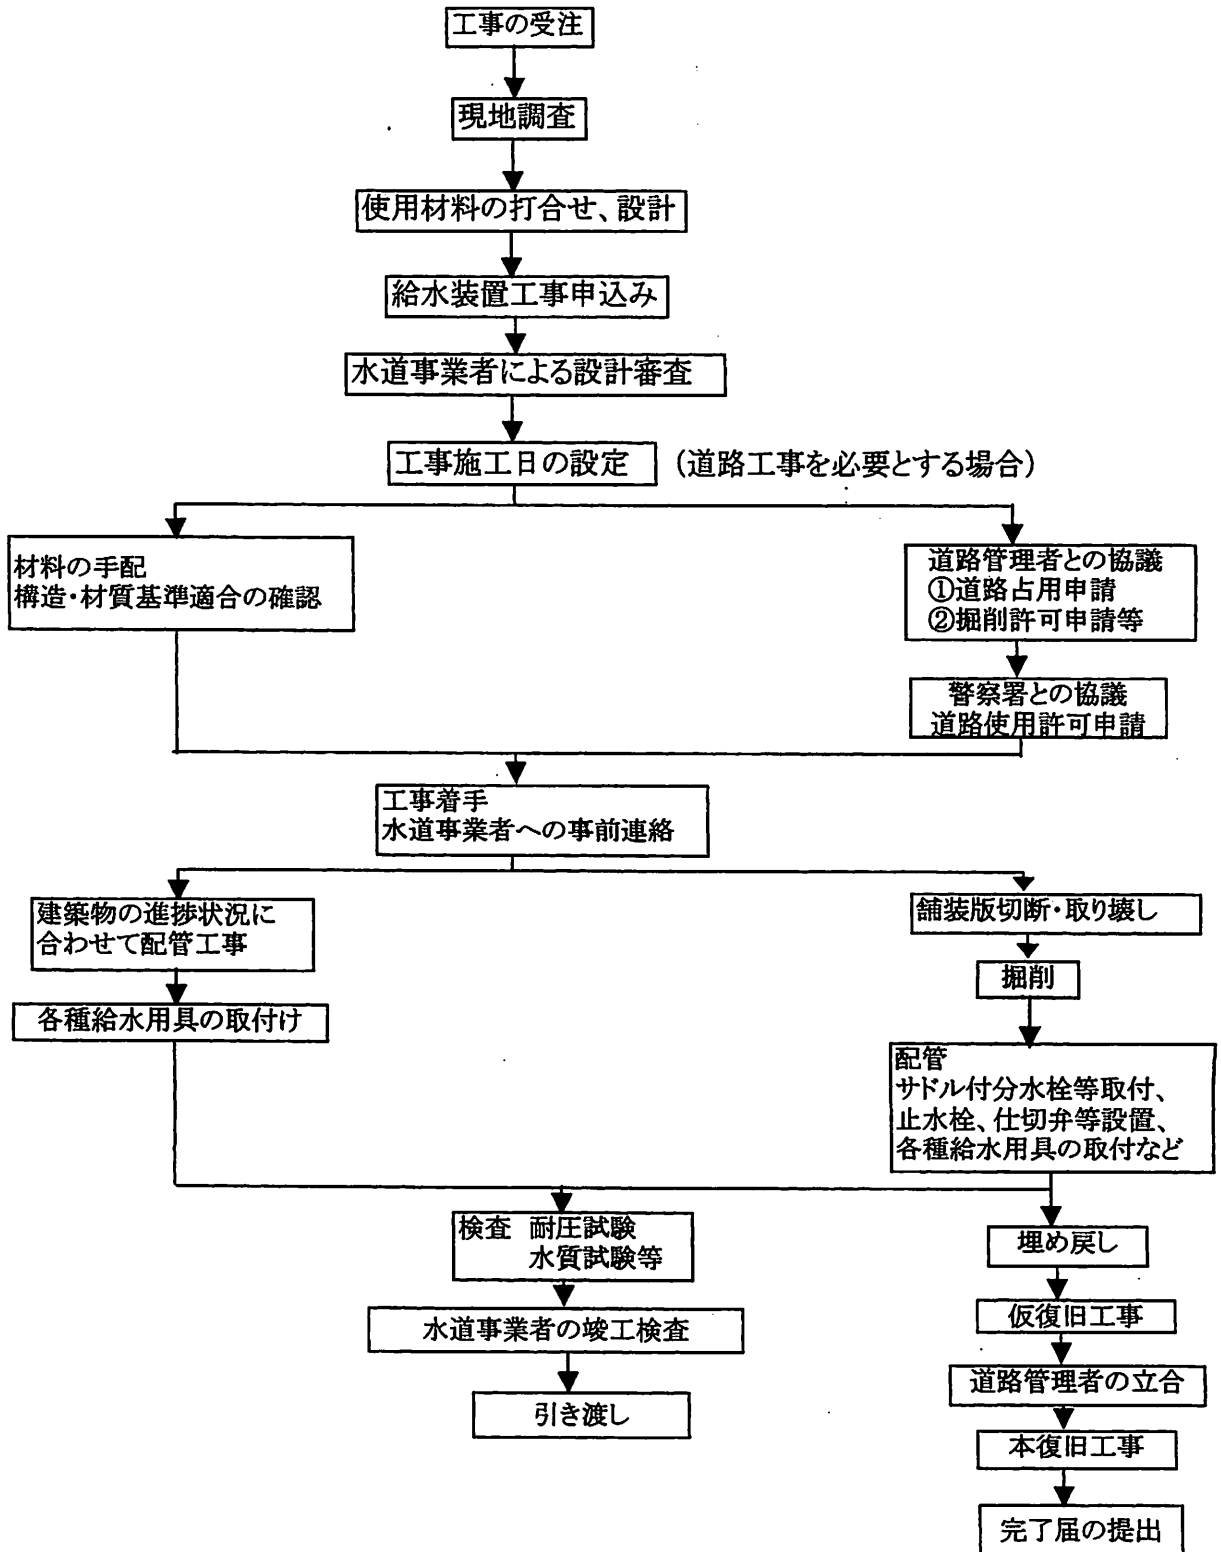 工事の受注
現地調査
使用材料の打合せ、設計
給水装置工事申込み
水道事業者による設計審査
工事施工日の設定
(道路工事を必要とする場合)
材料の手配
構造・材質基準適合の確認
道路管理者との協議
①道路占用申請
②掘削許可申請等
警察署との協議
道路使用許可申請
工事着手
水道事業者への事前連絡
建築物の進捗状況に
合わせて配管工事
各種給水用具の取付け
舗装版切断・取り壊し
掘削
配管
サドル付分水栓等取付、
止水栓、仕切弁等設置、
各種給水用具の取付など
検査 耐圧試験
水質試験等
水道事業者の竣工検査
引き渡し
埋め戻し
仮復旧工事
道路管理者の立合
本復旧工事
完了届の提出